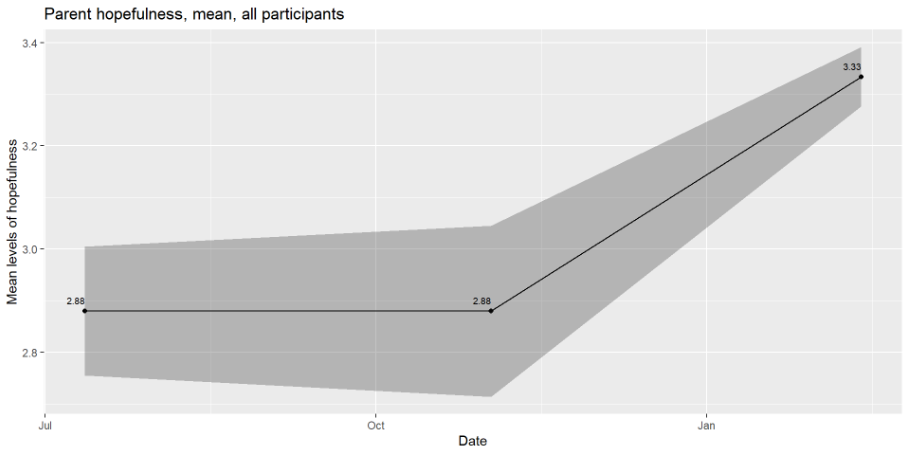 Parent hopefulness, mean, all participants
3.4
3.2
3.0
2.8
Mean levels of hopefulness
2.88
2.88
3.33
Jul
Oct
Jan
Date